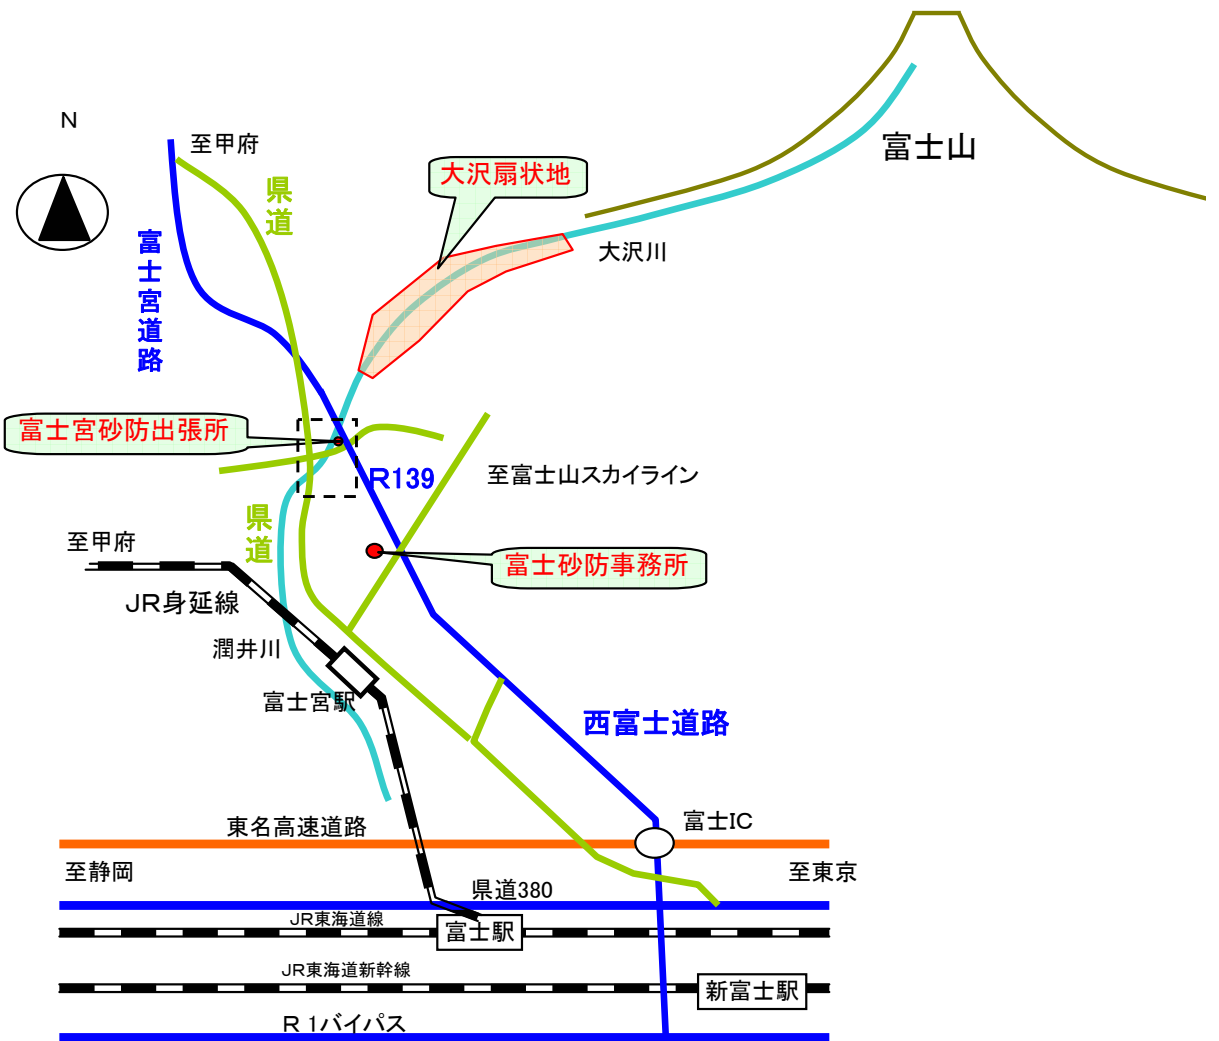 N
至甲府
富士山
大沢扇状地
県道
大沢川
富士宮道路
富士宮砂防出張所
R139
至富士山スカイライン
県道
至甲府
富士砂防事務所
JR身延線
潤井川
富士宮駅
西富士道路
富士IC
東名高速道路
至静岡
至東京
県道380
JR東海道線
富士駅
JR東海道新幹線
新富士駅
R 1バイパス